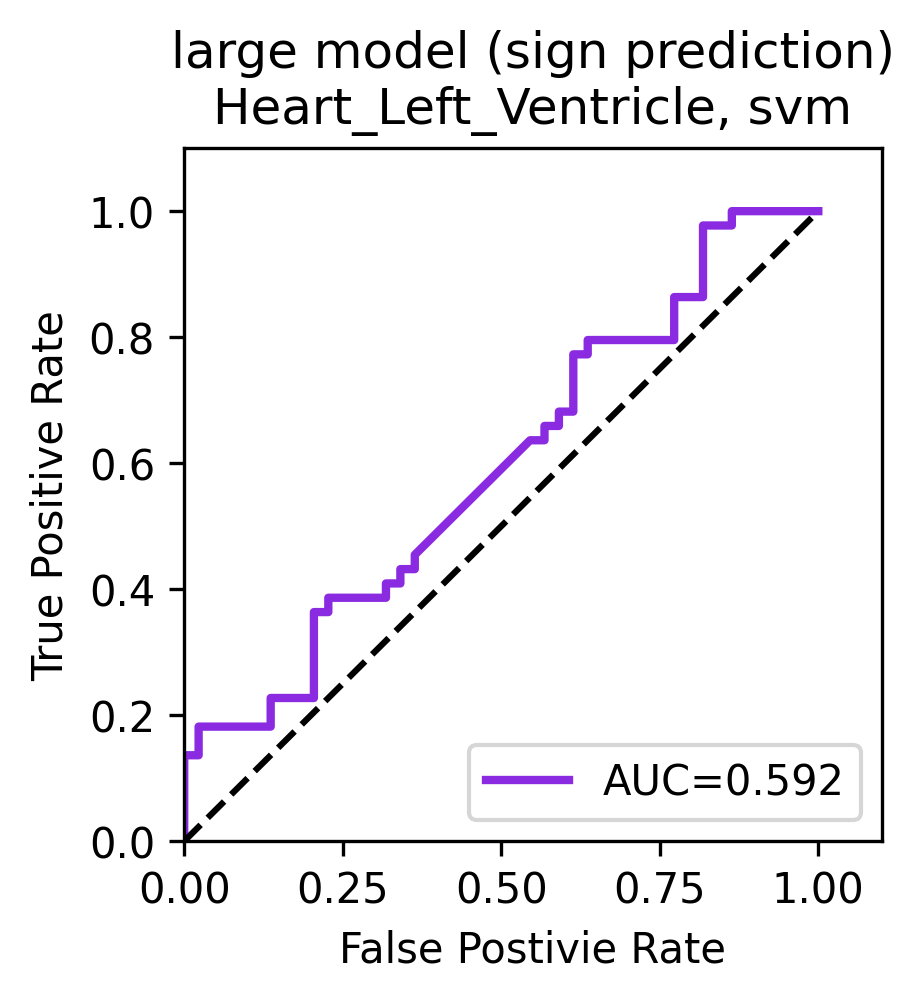 large model (sign prediction)
Heart_Left_Ventricle, svm
1.0
0.8
0.6
0.4
0.2
0.0
True Positive Rate
AUC=0.592
0.00 0.25 0.50 0.75 1.00
False Postivie Rate